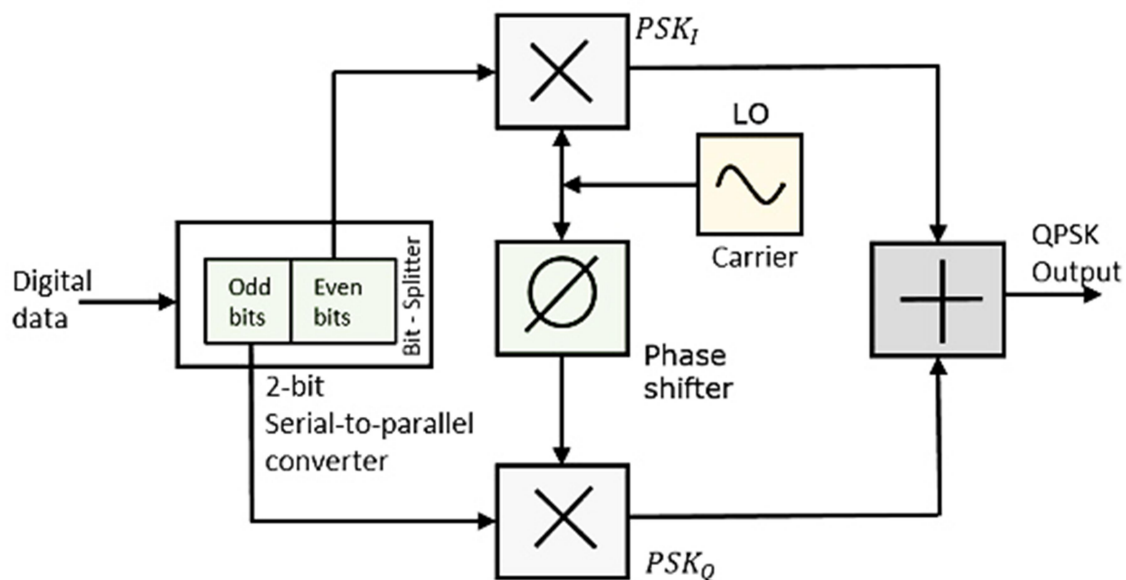 PSK_I
LO
Carrier
Digital
data
Odd
bits
Even
bits
Bit - Splitter
2-bit
Serial-to-parallel
converter
Phase
shifter
QPSK
Output
PSK_Q